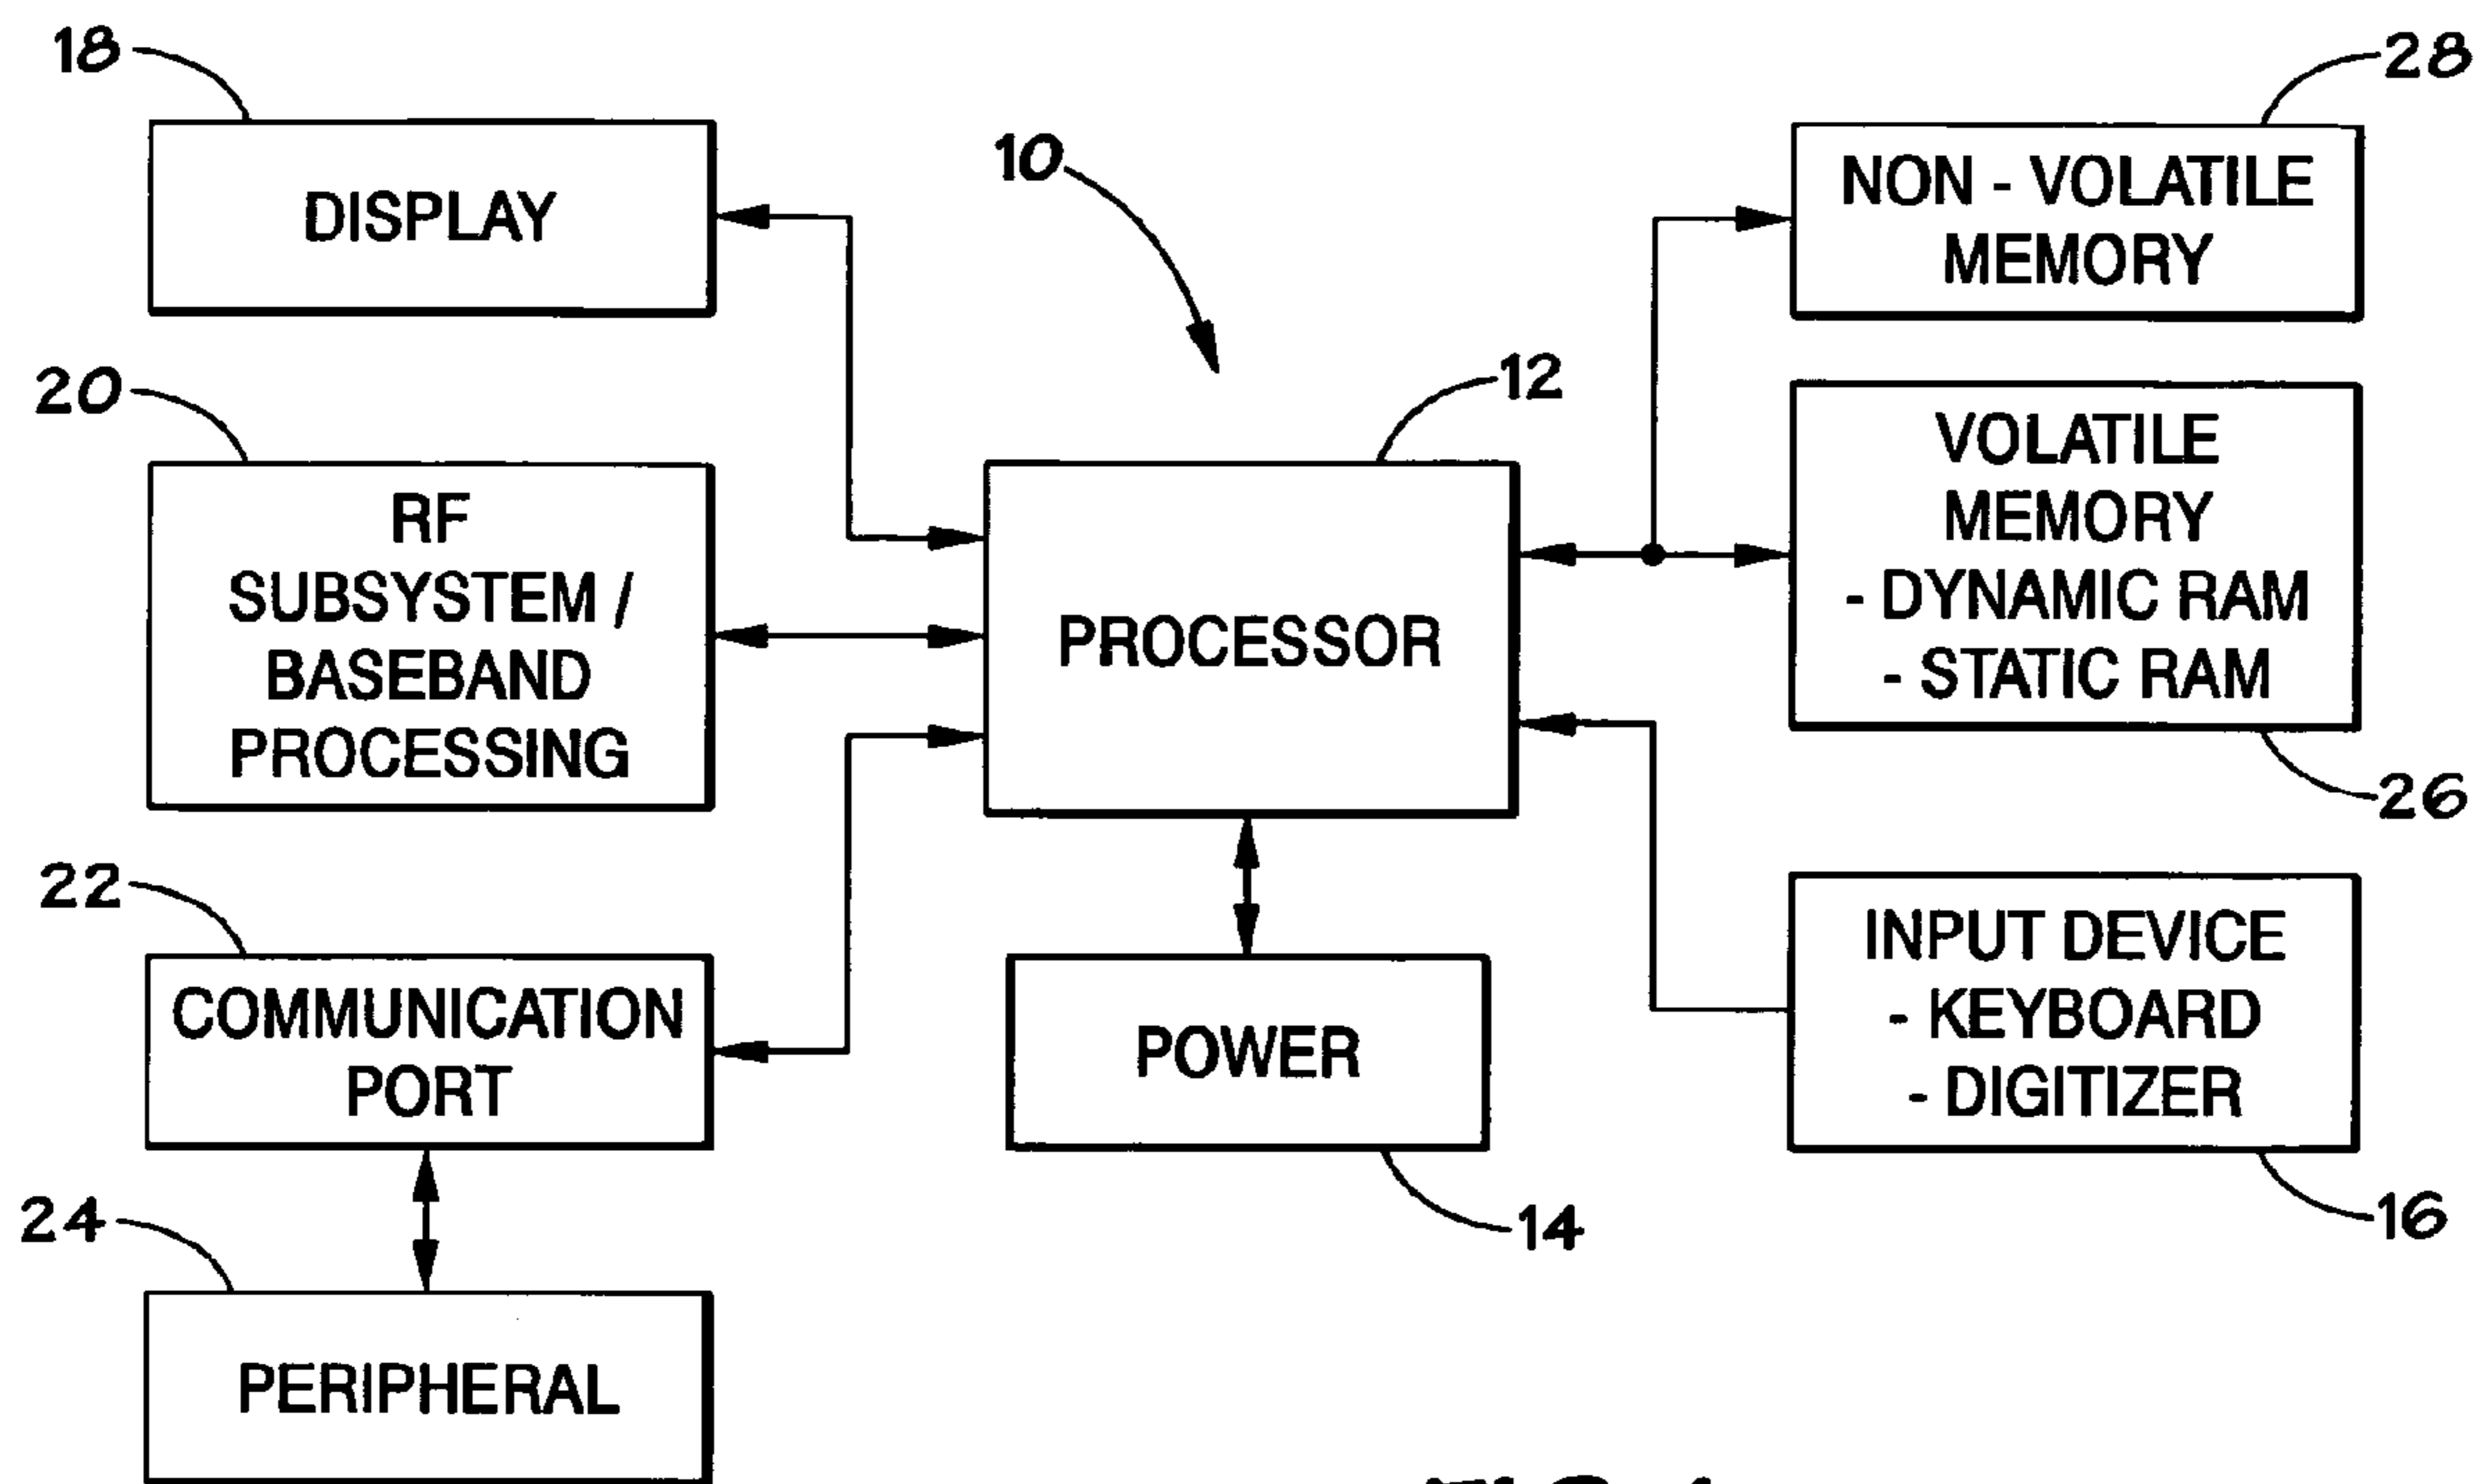 18
DISPLAY
10
28
NON - VOLATILE
MEMORY
20
RF
SUBSYSTEM /
BASEBAND
PROCESSING
12
PROCESSOR
VOLATILE
MEMORY
- DYNAMIC RAM
- STATIC RAM
26
22
COMMUNICATION
PORT
POWER
14
INPUT DEVICE
- KEYBOARD
- DIGITIZER
16
24
PERIPHERAL